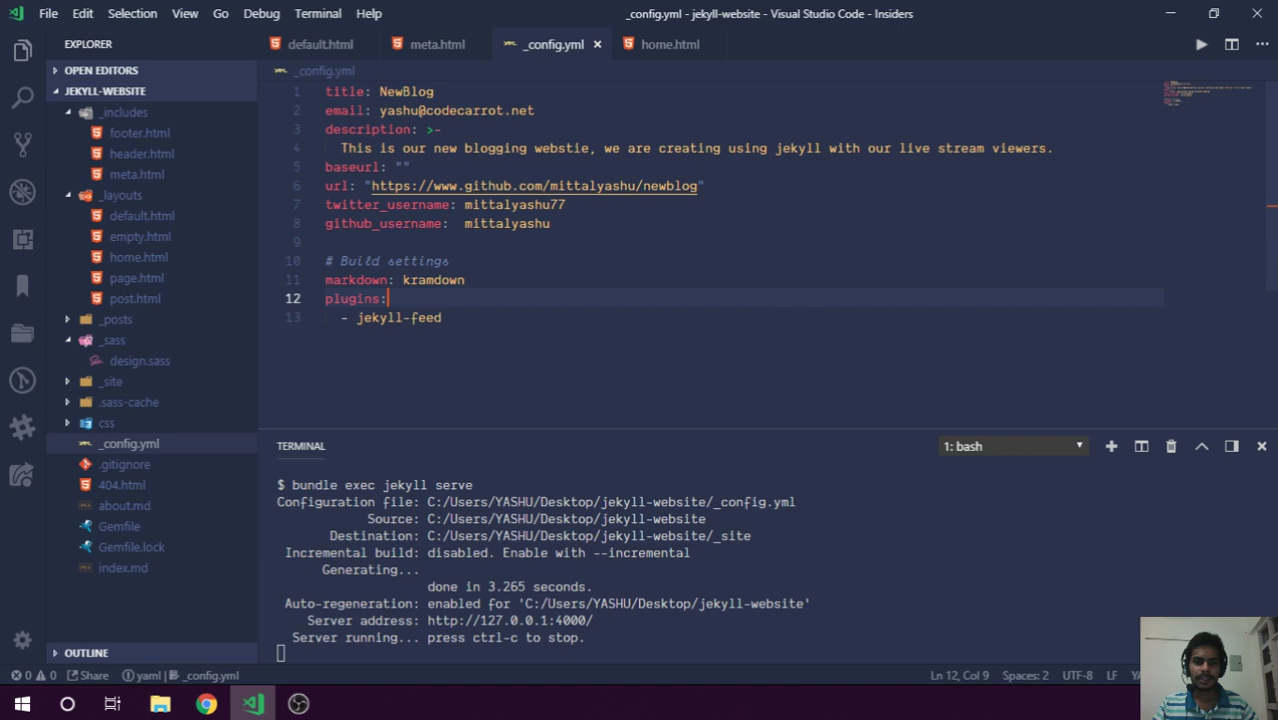 File Edit Selection View Go Debug Terminal Help
_config.yml - jekyll-website - Visual Studio Code - Insiders
EXPLORER
default.html
meta.html
_config.yml
home.html
OPEN EDITORS
JEKYLL-WEBSITE
_includes
footer.html
header.html
meta.html
_layouts
default.html
empty.html
home.html
page.html
post.html
_posts
_sass
design.sass
_site
.sass-cache
css
_config.yml
.gitignore
404.html
about.md
Gemfile
Gemfile.lock
index.md
OUTLINE
_config.yml
1 title: NewBlog
2 email: yashu@codecarrot.net
3 description: >-
4 This is our new blogging webstie, we are creating using jekyll with our live stream viewers.
5 baseurl: ""
6 url: "https://www.github.com/mittalyashu/newblog"
7 twitter_username: mittalyashu77
8 github_username:  mittalyashu
9
10 # Build settings
11 markdown: kramdown
12 plugins:
13 - jekyll-feed
TERMINAL
1: bash
$ bundle exec jekyll serve
Configuration file: C:/Users/YASHU/Desktop/jekyll-website/_config.yml
Source: C:/Users/YASHU/Desktop/jekyll-website
Destination: C:/Users/YASHU/Desktop/jekyll-website/_site
Incremental build: disabled. Enable with --incremental
Generating...
done in 3.265 seconds.
Auto-regeneration: enabled for 'C:/Users/YASHU/Desktop/jekyll-website'
Server address: http://127.0.0.1:4000/
Server running... press ctrl-c to stop.
0 0 Share yaml | _config.yml
Ln 12, Col 9 Spaces: 2 UTF-8 LF